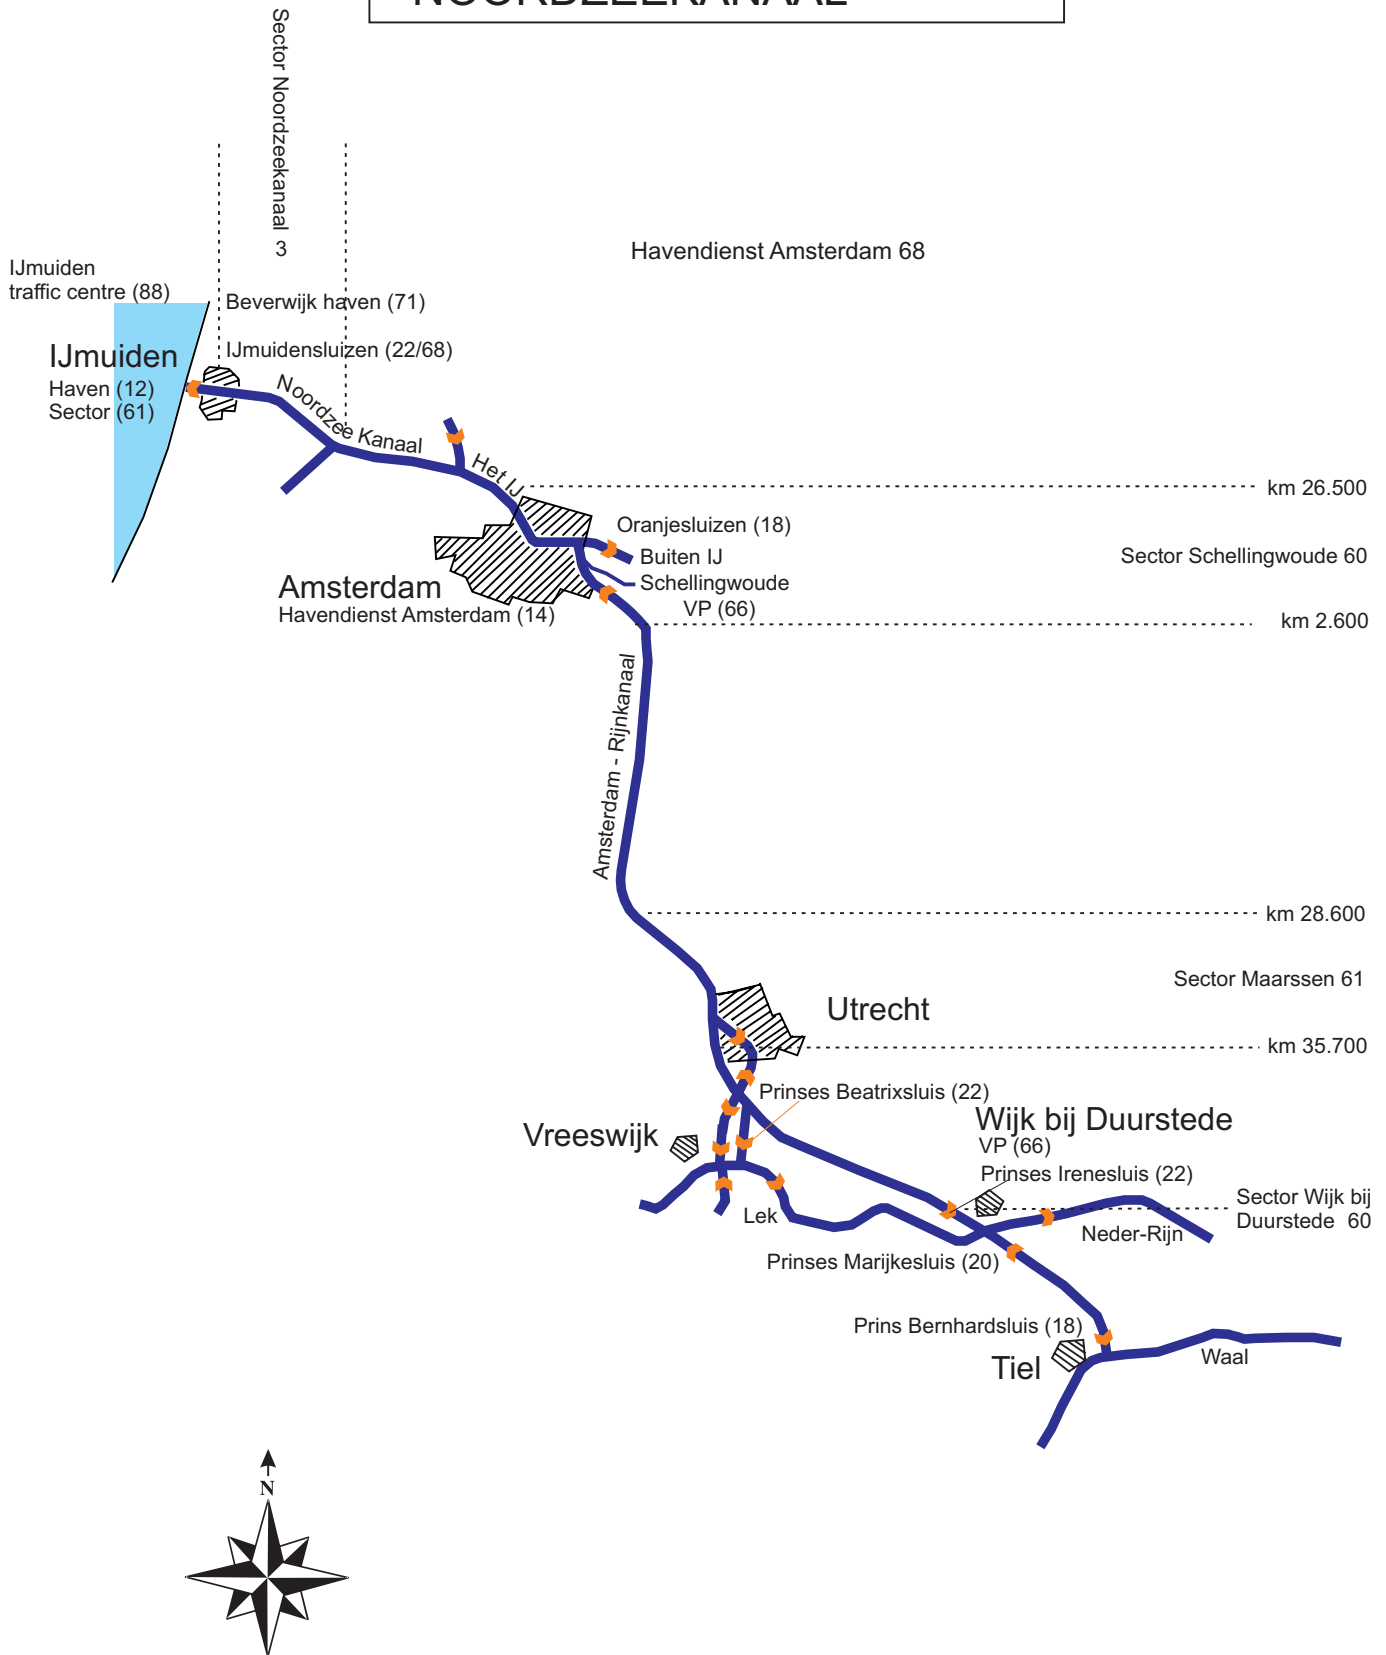 NOORDZEEKANAAL
Sector Noordzeekanaal
3
Havendienst Amsterdam 68
IJmuiden
traffic centre (88)
Beverwijk haven (71)
IJmuiden
IJmuidensluizen (22/68)
Haven (12)
Sector (61)
Noordzee Kanaal
Het IJ
km 26.500
Oranjesluizen (18)
Buiten IJ
Sector Schellingwoude 60
Amsterdam
Schellingwoude
VP (66)
Havendienst Amsterdam (14)
km 2.600
Amsterdam - Rijnkanaal
km 28.600
Sector Maarssen 61
Utrecht
km 35.700
Prinses Beatrixsluis (22)
Vreeswijk
Wijk bij Duurstede
VP (66)
Prinses Irenesluis (22)
Sector Wijk bij
Duurstede 60
Lek
Neder-Rijn
Prinses Marijkesluis (20)
Prins Bernhardsluis (18)
Tiel
Waal
N